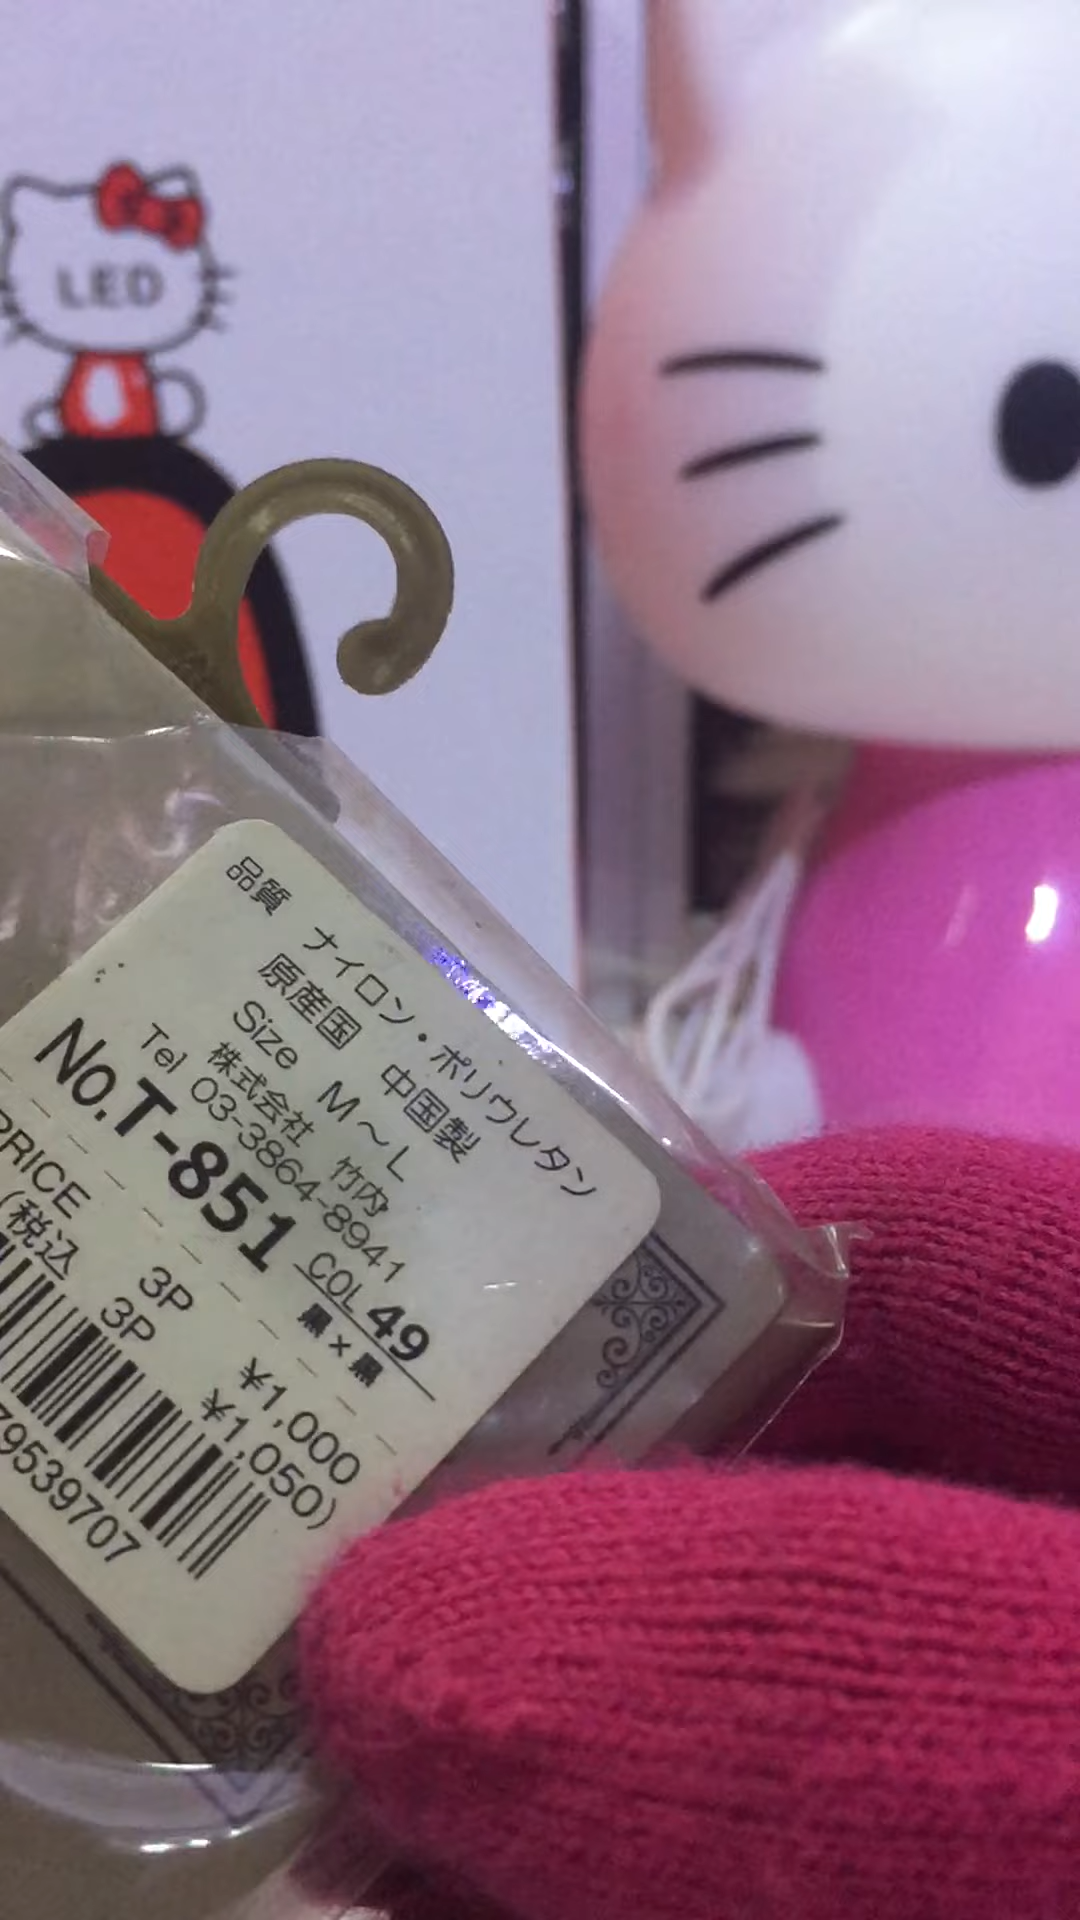 LED
品質 ナイロン・ポリウレタン
原産国 中国製
Size M～L
株式会社 竹内
Tel 03-3864-8941
No.T-851 COL 49
黒×黒
PRICE 3P ¥1,000
(税込 3P ¥1,050)
79539707